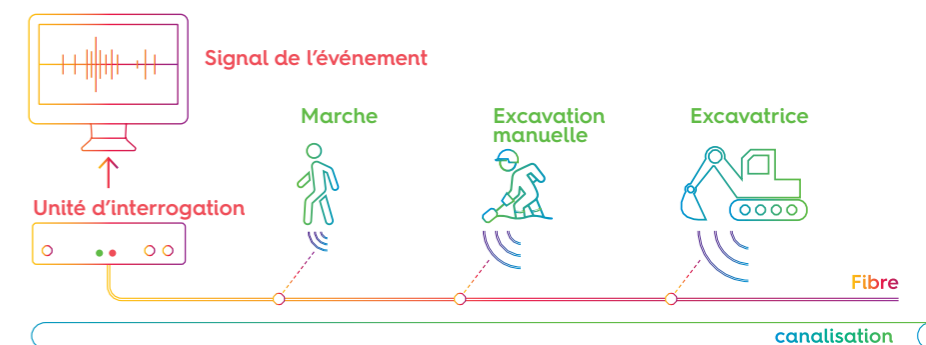 Signal de l’événement
Marche
Excavation
manuelle
Excavatrice
Unité d’interrogation
Fibre
canalisation